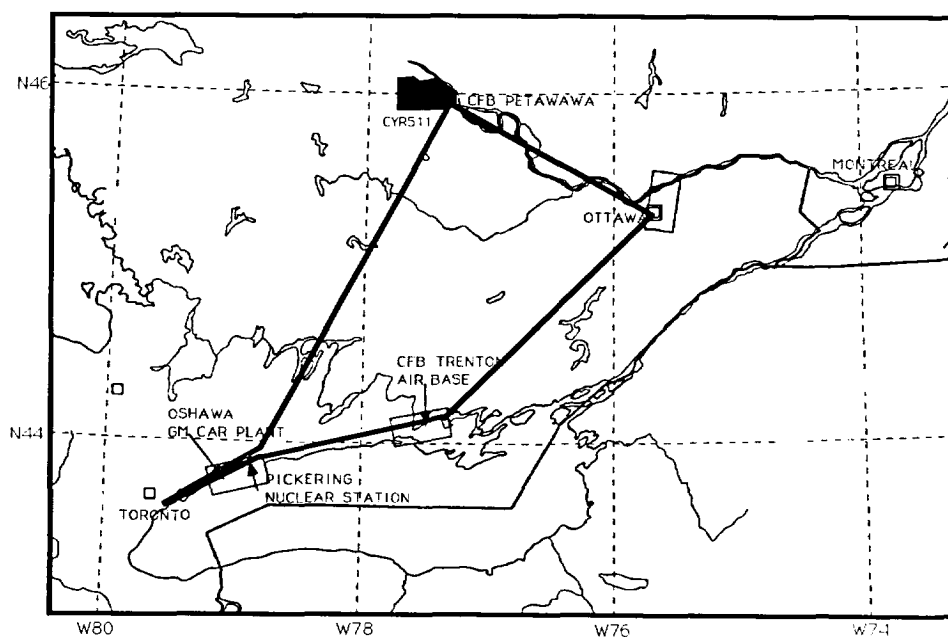 N46
CFB PETAWAWA
CYR511
MONTREAL
OTTAWA
CFB TRENTON
AIR BASE
OSHAWA
GM CAR PLANT
N44
PICKERING
NUCLEAR STATION
TORONTO
W80
W78
W76
W74